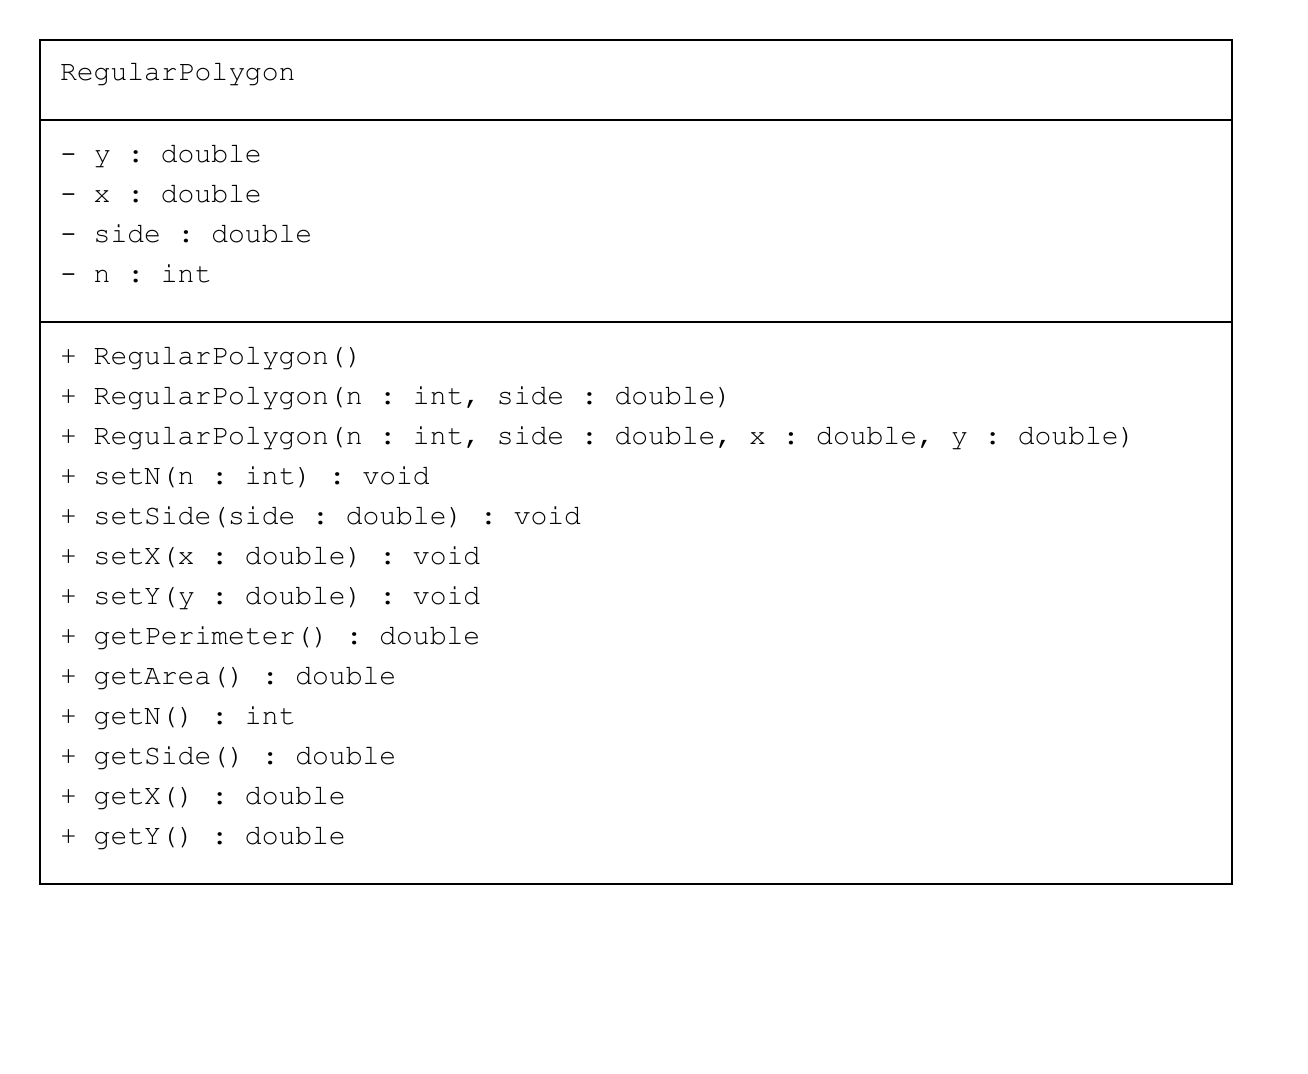 RegularPolygon
- y : double
- x : double
- side : double
- n : int
+ RegularPolygon()
+ RegularPolygon(n : int, side : double)
+ RegularPolygon(n : int, side : double, x : double, y : double)
+ setN(n : int) : void
+ setSide(side : double) : void
+ setX(x : double) : void
+ setY(y : double) : void
+ getPerimeter() : double
+ getArea() : double
+ getN() : int
+ getSide() : double
+ getX() : double
+ getY() : double